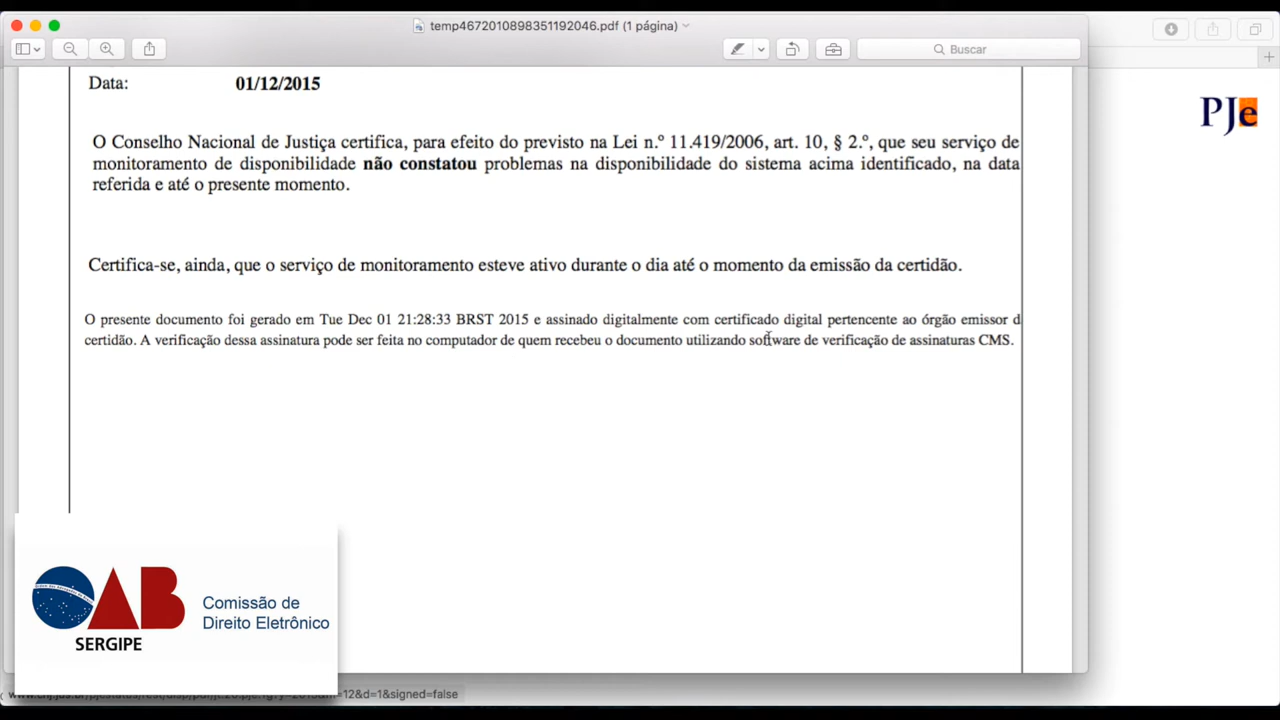 temp4672010898351192046.pdf (1 página)
Buscar
PJe
Data: 01/12/2015
O Conselho Nacional de Justiça certifica, para efeito do previsto na Lei n.º 11.419/2006, art. 10, § 2.º, que seu serviço de
monitoramento de disponibilidade não constatou problemas na disponibilidade do sistema acima identificado, na data
referida e até o presente momento.
Certifica-se, ainda, que o serviço de monitoramento esteve ativo durante o dia até o momento da emissão da certidão.
O presente documento foi gerado em Tue Dec 01 21:28:33 BRST 2015 e assinado digitalmente com certificado digital pertencente ao órgão emissor d
certidão. A verificação dessa assinatura pode ser feita no computador de quem recebeu o documento utilizando software de verificação de assinaturas CMS.
OAB
SERGIPE
Comissão de
Direito Eletrônico
=12&d=1&signed=false